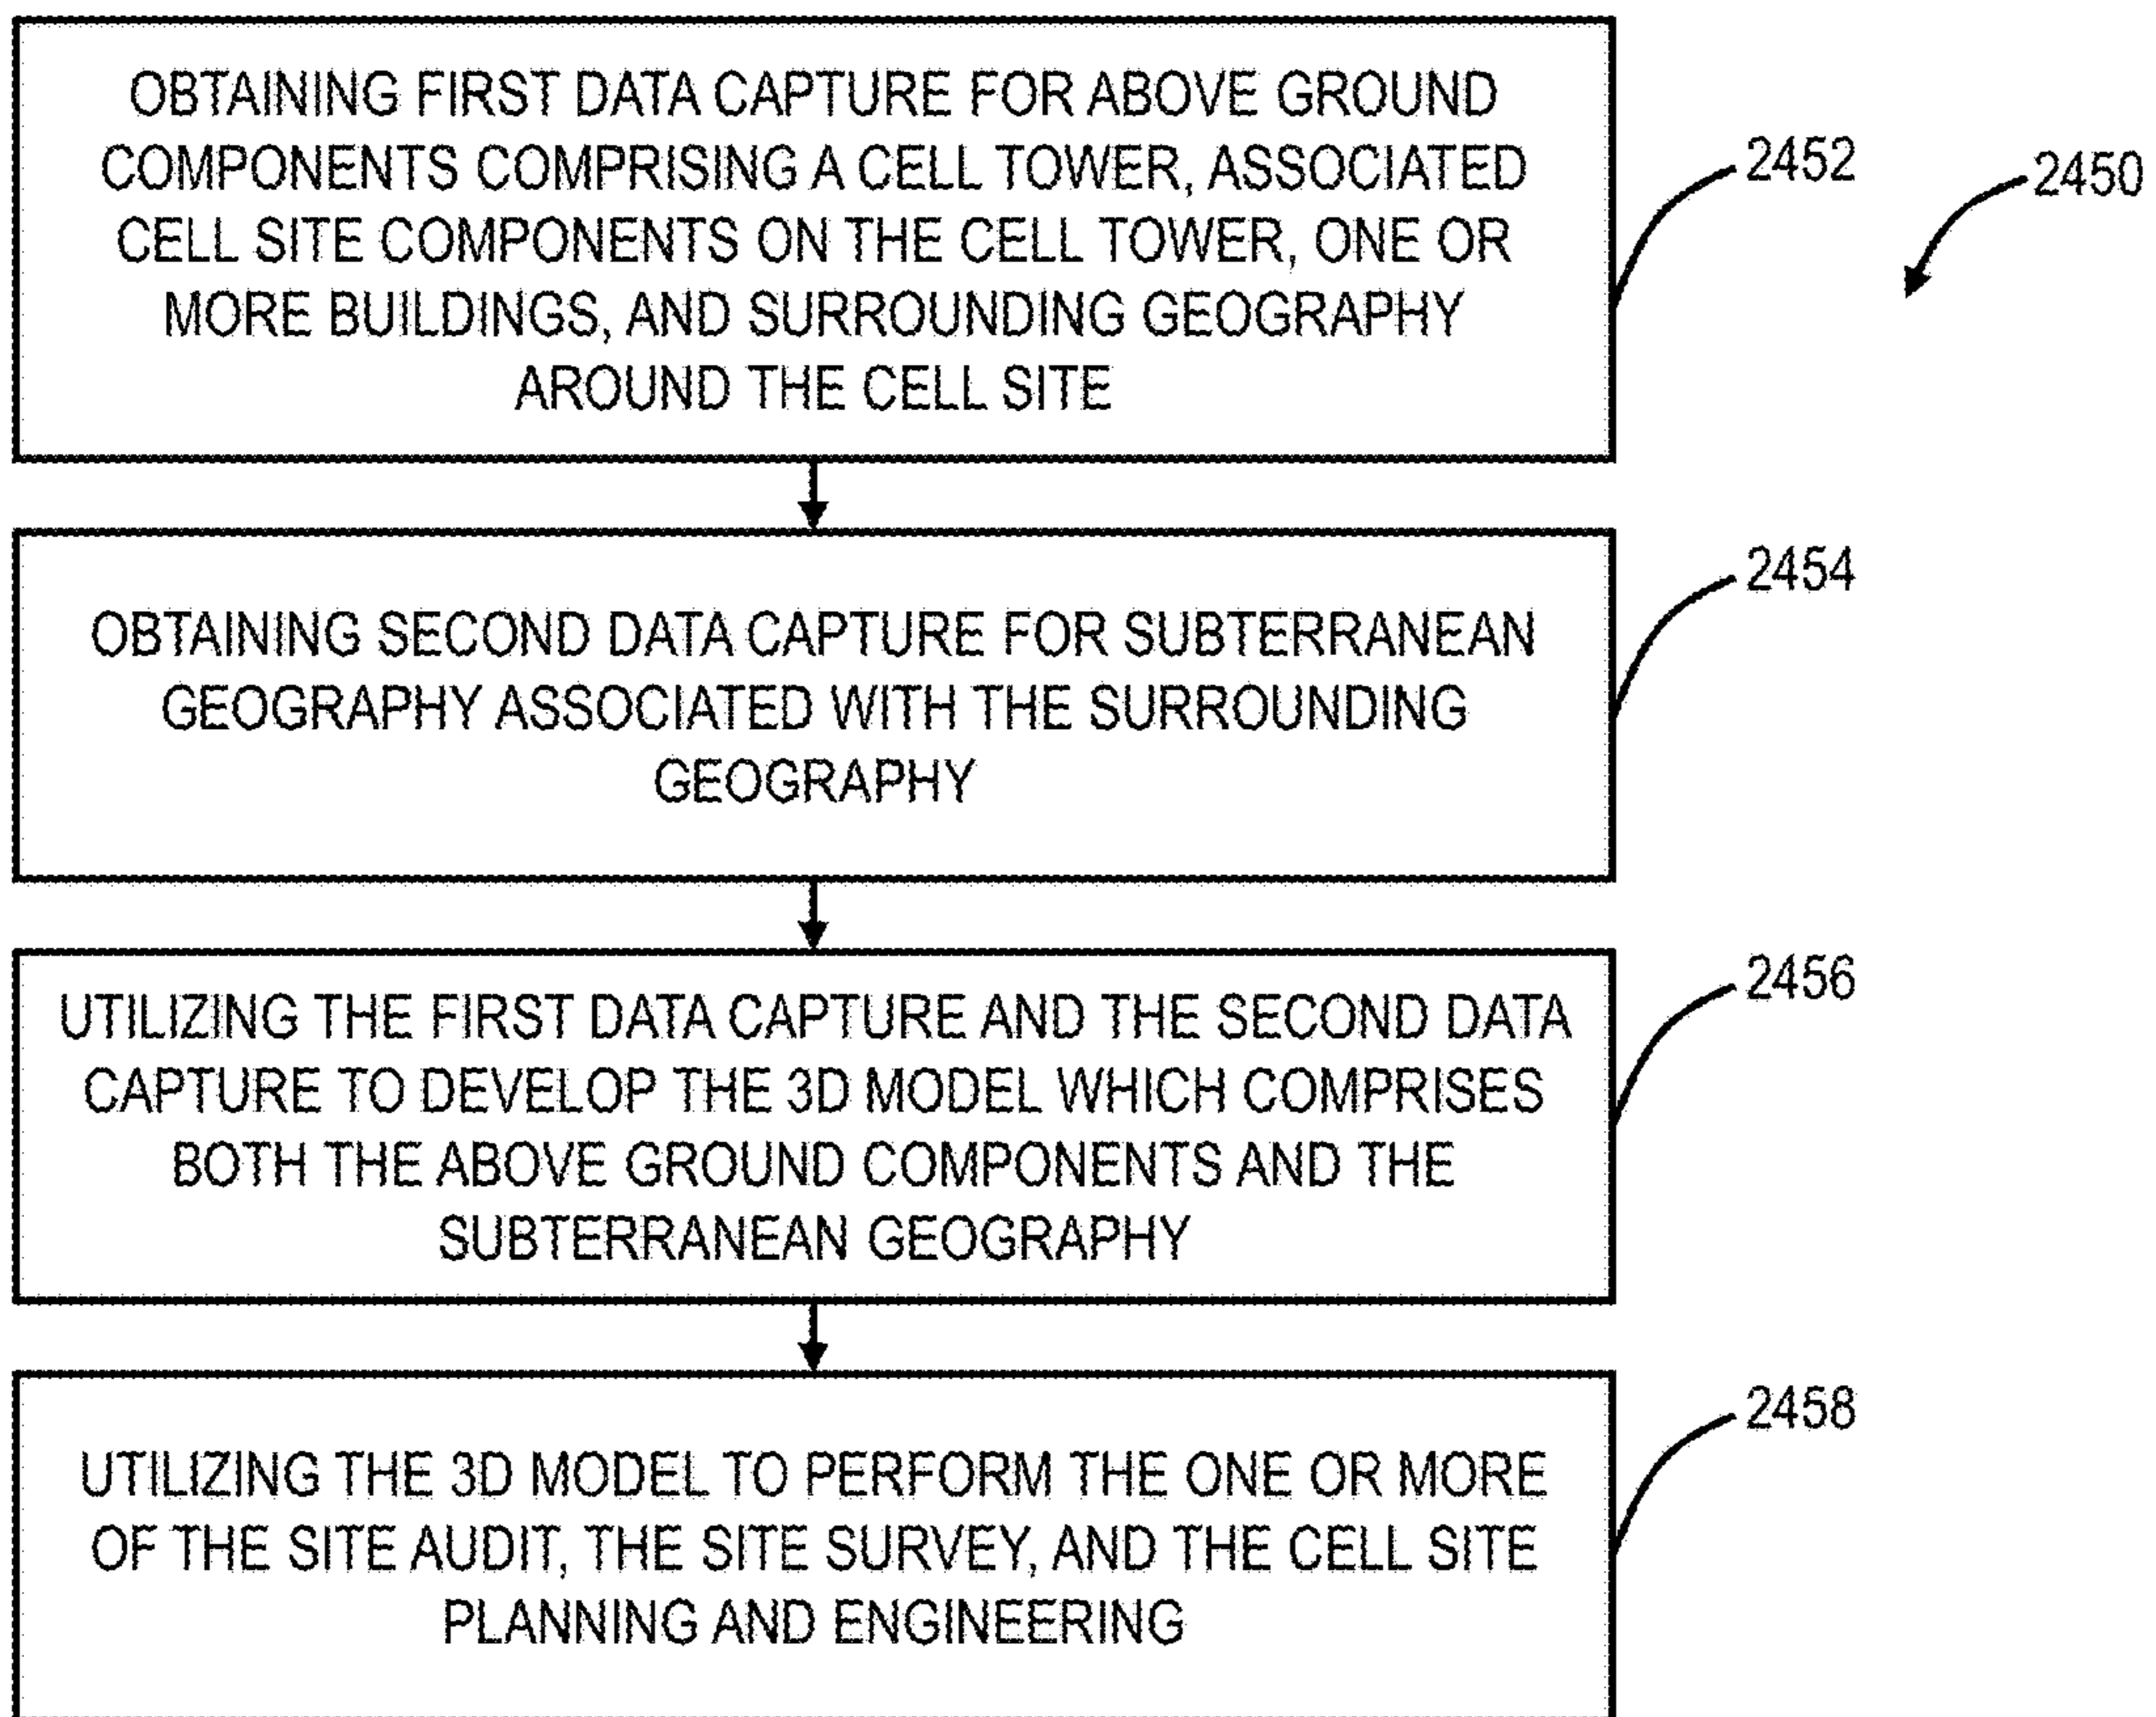 OBTAINING FIRST DATA CAPTURE FOR ABOVE GROUND
COMPONENTS COMPRISING A CELL TOWER, ASSOCIATED
CELL SITE COMPONENTS ON THE CELL TOWER, ONE OR
MORE BUILDINGS, AND SURROUNDING GEOGRAPHY
AROUND THE CELL SITE
2452
2450
OBTAINING SECOND DATA CAPTURE FOR SUBTERRANEAN
GEOGRAPHY ASSOCIATED WITH THE SURROUNDING
GEOGRAPHY
2454
UTILIZING THE FIRST DATA CAPTURE AND THE SECOND DATA
CAPTURE TO DEVELOP THE 3D MODEL WHICH COMPRISES
BOTH THE ABOVE GROUND COMPONENTS AND THE
SUBTERRANEAN GEOGRAPHY
2456
UTILIZING THE 3D MODEL TO PERFORM THE ONE OR MORE
OF THE SITE AUDIT, THE SITE SURVEY, AND THE CELL SITE
PLANNING AND ENGINEERING
2458